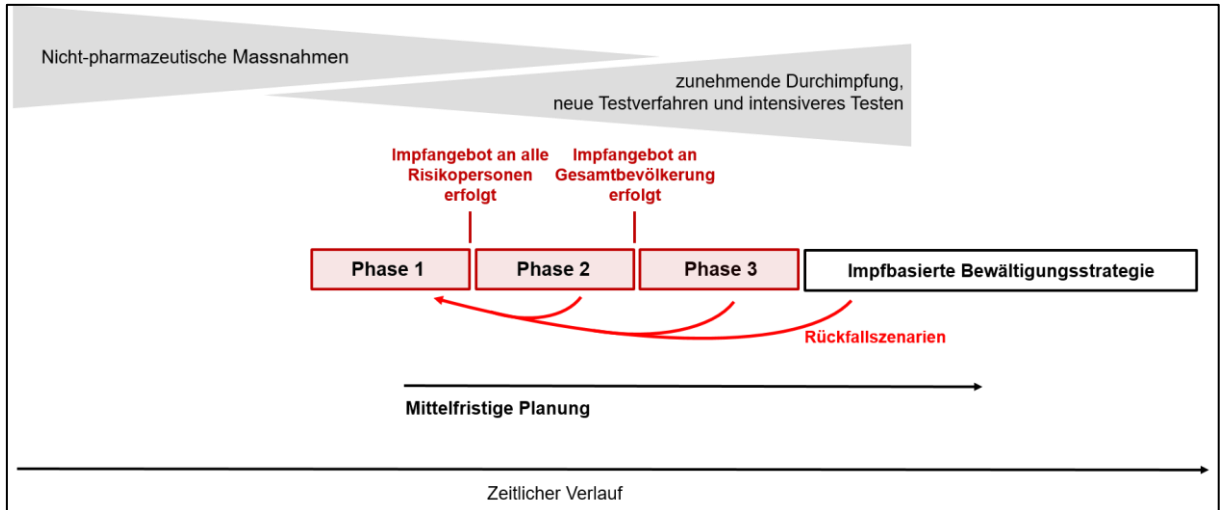 Nicht-pharmazeutische Massnahmen
zunehmende Durchimpfung,
neue Testverfahren und intensiveres Testen
Impfangebot an alle
Risikopersonen
erfolgt
Impfangebot an
Gesamtbevölkerung
erfolgt
Phase 1
Phase 2
Phase 3
Impfbasierte Bewältigungsstrategie
Rückfallszenarien
Mittelfristige Planung
Zeitlicher Verlauf